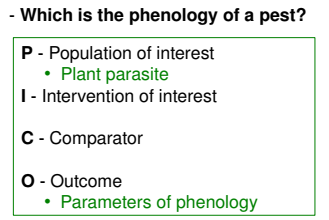 - Which is the phenology of a pest?
P - Population of interest
• Plant parasite
I - Intervention of interest
C - Comparator
O - Outcome
• Parameters of phenology